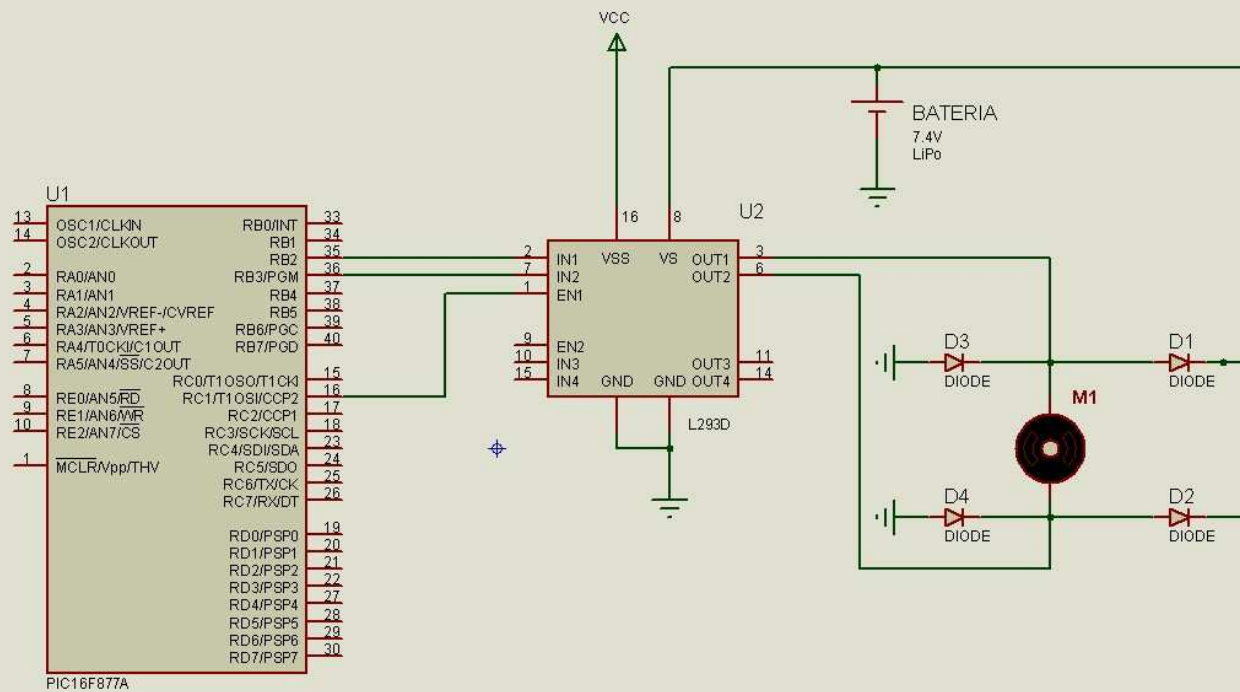 VCC
BATERIA
7.4V
LiPo
U1
13 OSC1/CLKIN
14 OSC2/CLKOUT
2 RA0/AN0
3 RA1/AN1
4 RA2/AN2/VREF-/CVREF
5 RA3/AN3/VREF+
6 RA4/T0CKI/C1OUT
7 RA5/AN4/SS/C2OUT
8 RE0/AN5/RD
9 RE1/AN6/WR
10 RE2/AN7/CS
1 MCLR/Vpp/THV
RB0/INT 33
RB1 34
RB2 35
RB3/PGM 36
RB4 37
RB5 38
RB6/PGC 39
RB7/PGD 40
RC0/T1OSO/T1CKI 15
RC1/T1OSI/CCP2 16
RC2/CCP1 17
RC3/SCK/SCL 18
RC4/SDI/SDA 23
RC5/SDO 24
RC6/TX/CK 25
RC7/RX/DT 26
RD0/PSP0 19
RD1/PSP1 20
RD2/PSP2 21
RD3/PSP3 22
RD4/PSP4 27
RD5/PSP5 28
RD6/PSP6 29
RD7/PSP7 30
PIC16F877A
U2
16 8
2 IN1 VSS VS OUT1 3
7 IN2 OUT2 6
1 EN1
9 EN2
10 IN3 OUT3 11
15 IN4 GND GND OUT4 14
L293D
D3
DIODE
D1
DIODE
M1
D4
DIODE
D2
DIODE